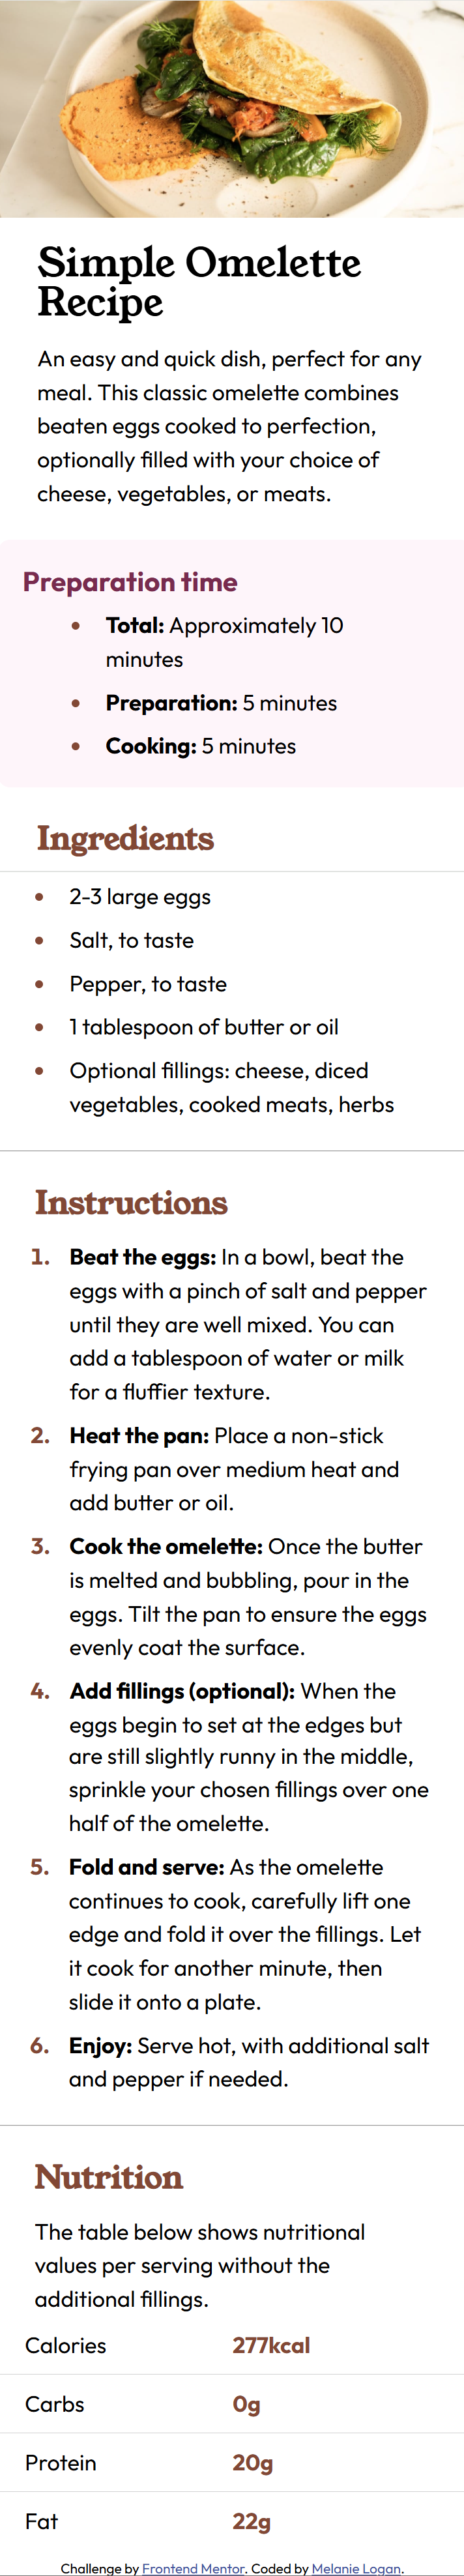 Simple Omelette
Recipe
An easy and quick dish, perfect for any
meal. This classic omelette combines
beaten eggs cooked to perfection,
optionally filled with your choice of
cheese, vegetables, or meats.
Preparation time
• Total: Approximately 10
minutes
• Preparation: 5 minutes
• Cooking: 5 minutes
Ingredients
• 2-3 large eggs
• Salt, to taste
• Pepper, to taste
• 1 tablespoon of butter or oil
• Optional fillings: cheese, diced
vegetables, cooked meats, herbs
Instructions
1. Beat the eggs: In a bowl, beat the
eggs with a pinch of salt and pepper
until they are well mixed. You can
add a tablespoon of water or milk
for a fluffier texture.
2. Heat the pan: Place a non-stick
frying pan over medium heat and
add butter or oil.
3. Cook the omelette: Once the butter
is melted and bubbling, pour in the
eggs. Tilt the pan to ensure the eggs
evenly coat the surface.
4. Add fillings (optional): When the
eggs begin to set at the edges but
are still slightly runny in the middle,
sprinkle your chosen fillings over one
half of the omelette.
5. Fold and serve: As the omelette
continues to cook, carefully lift one
edge and fold it over the fillings. Let
it cook for another minute, then
slide it onto a plate.
6. Enjoy: Serve hot, with additional salt
and pepper if needed.
Nutrition
The table below shows nutritional
values per serving without the
additional fillings.
Calories 277kcal
Carbs 0g
Protein 20g
Fat 22g
Challenge by Frontend Mentor. Coded by Melanie Logan.